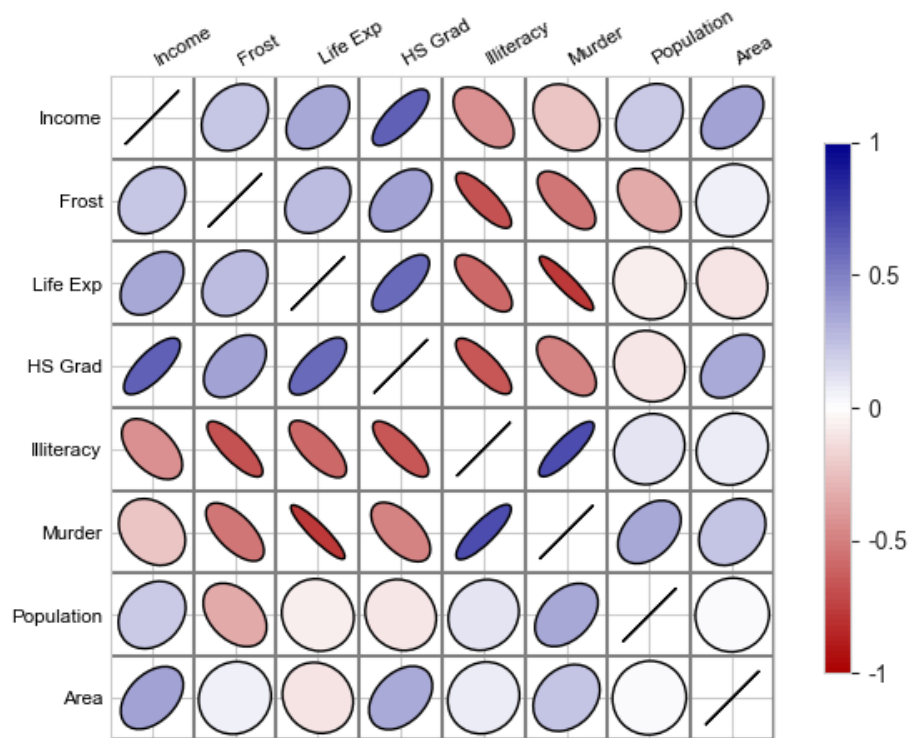 Income Frost Life Exp HS Grad Illiteracy Murder Population Area
Income
Frost
Life Exp
HS Grad
Illiteracy
Murder
Population
Area
1
0.5
0
-0.5
-1